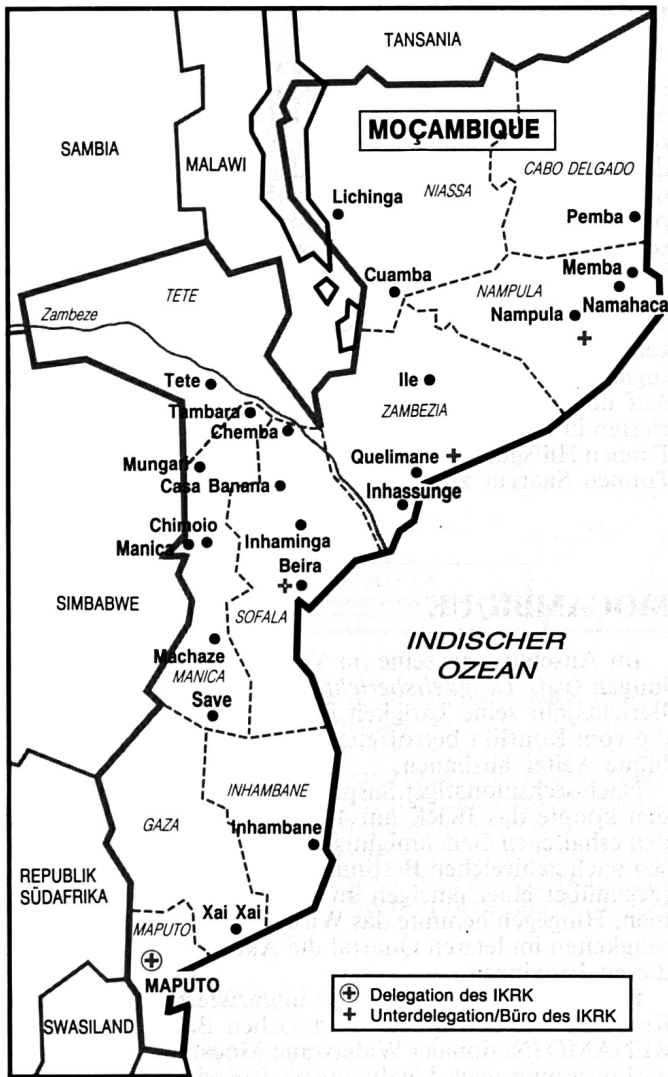 TANSANIA
MOÇAMBIQUE
SAMBIA
MALAWI
CABO DELGADO
NIASSA
Lichinga
Pemba
Memba
Cuamba
NAMPULA
Namahaca
TETE
Nampula
Zambeze
Tete
Ile
Tambara
ZAMBEZIA
Chemba
Quelimane
Mungari
Casa Banana
Inhassunge
Chimoio
Inhaminga
Manica
Beira
SIMBABWE
SOFALA
INDISCHER
OZEAN
Machaze
MANICA
Save
INHAMBANE
GAZA
Inhambane
REPUBLIK
SÜDAFRIKA
Xai Xai
MAPUTO
MAPUTO
Delegation des IKRK
Unterdelegation/Büro des IKRK
SWASILAND